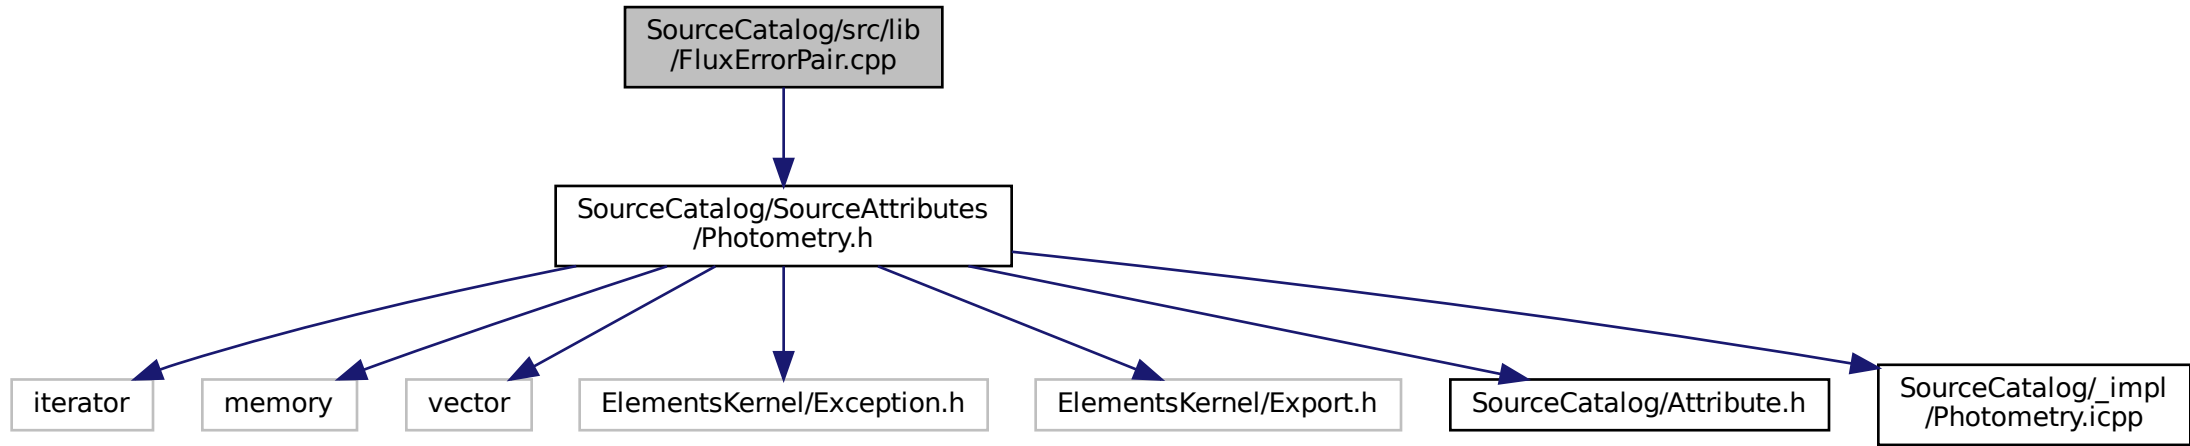 SourceCatalog/src/lib
/FluxErrorPair.cpp
SourceCatalog/SourceAttributes
/Photometry.h
iterator
memory
vector
ElementsKernel/Exception.h
ElementsKernel/Export.h
SourceCatalog/Attribute.h
SourceCatalog/_impl
/Photometry.icpp